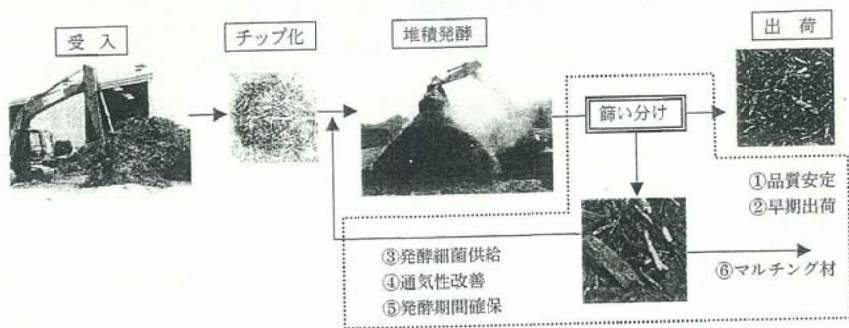 受 入
チップ化
堆積発酵
出 荷
篩い分け
①品質安定
②早期出荷
③発酵細菌供給
④通気性改善
⑤発酵期間確保
⑥マルチング材